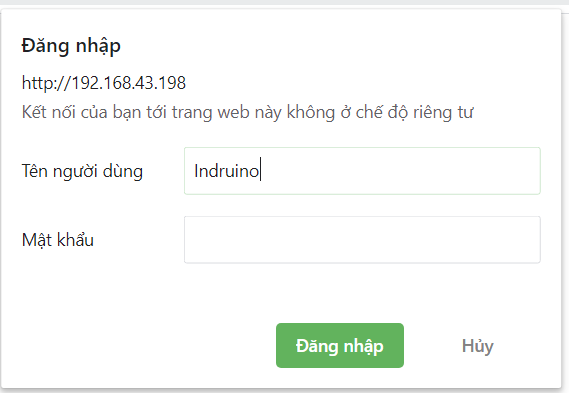 Đăng nhập
http://192.168.43.198
Kết nối của bạn tới trang web này không ở chế độ riêng tư
Tên người dùng Indruino
Mật khẩu
Đăng nhập Hủy